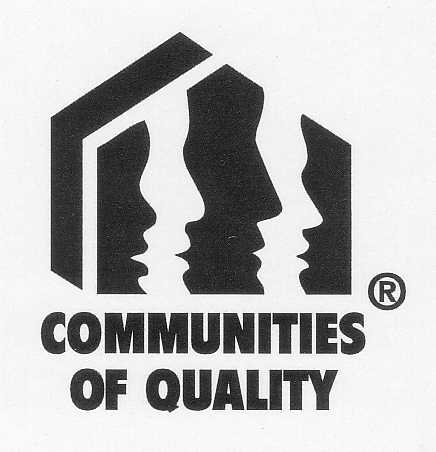 ®
COMMUNITIES
OF QUALITY